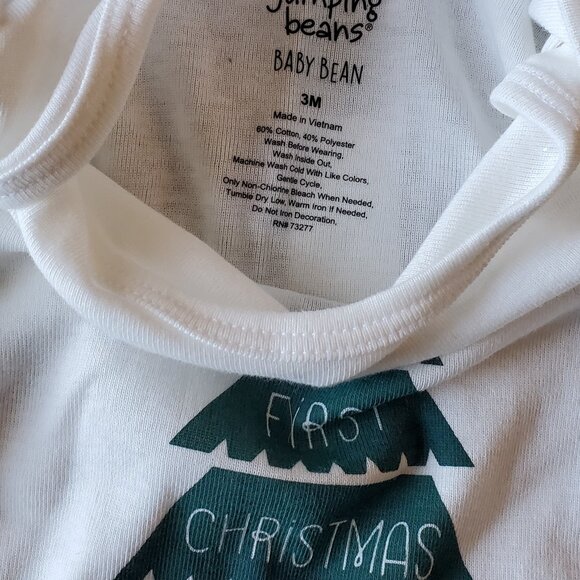 jumping
beans®
BABY BEAN
3M
Made in Vietnam
60% Cotton, 40% Polyester
Wash Before Wearing,
Wash Inside Out,
Machine Wash Cold With Like Colors,
Gentle Cycle,
Only Non-Chlorine Bleach When Needed,
Tumble Dry Low, Warm Iron If Needed,
Do Not Iron Decoration,
RN# 73277
FIRST
CHRISTMAS